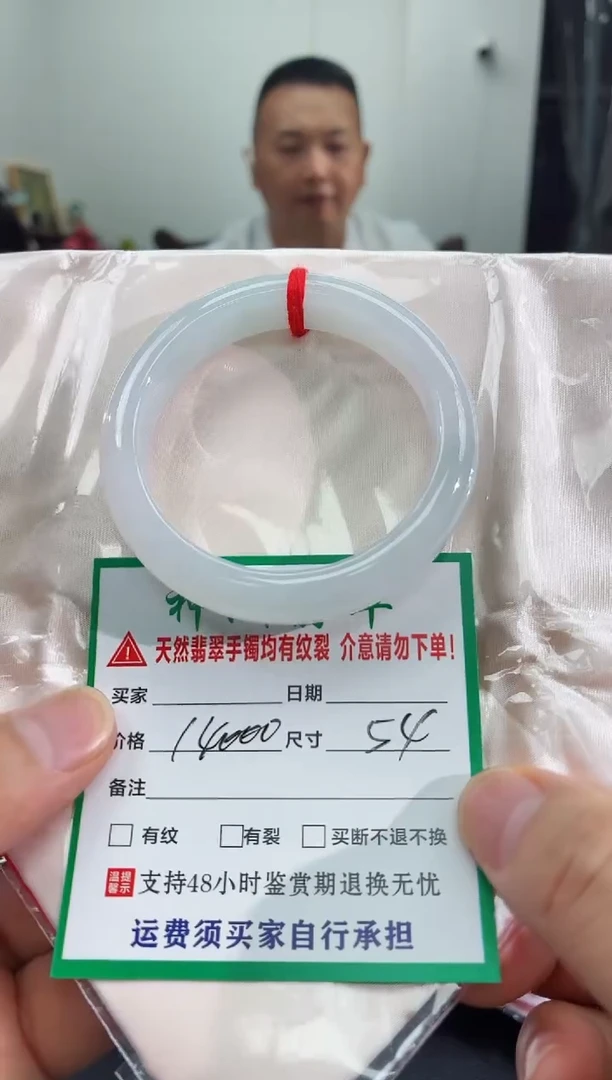 天然翡翠手镯均有纹裂 介意请勿下单!
买家 日期
价格 14000 尺寸 54
备注
有纹 有裂 买断不退不换
温馨提示 支持48小时鉴赏期退换无忧
运费须买家自行承担